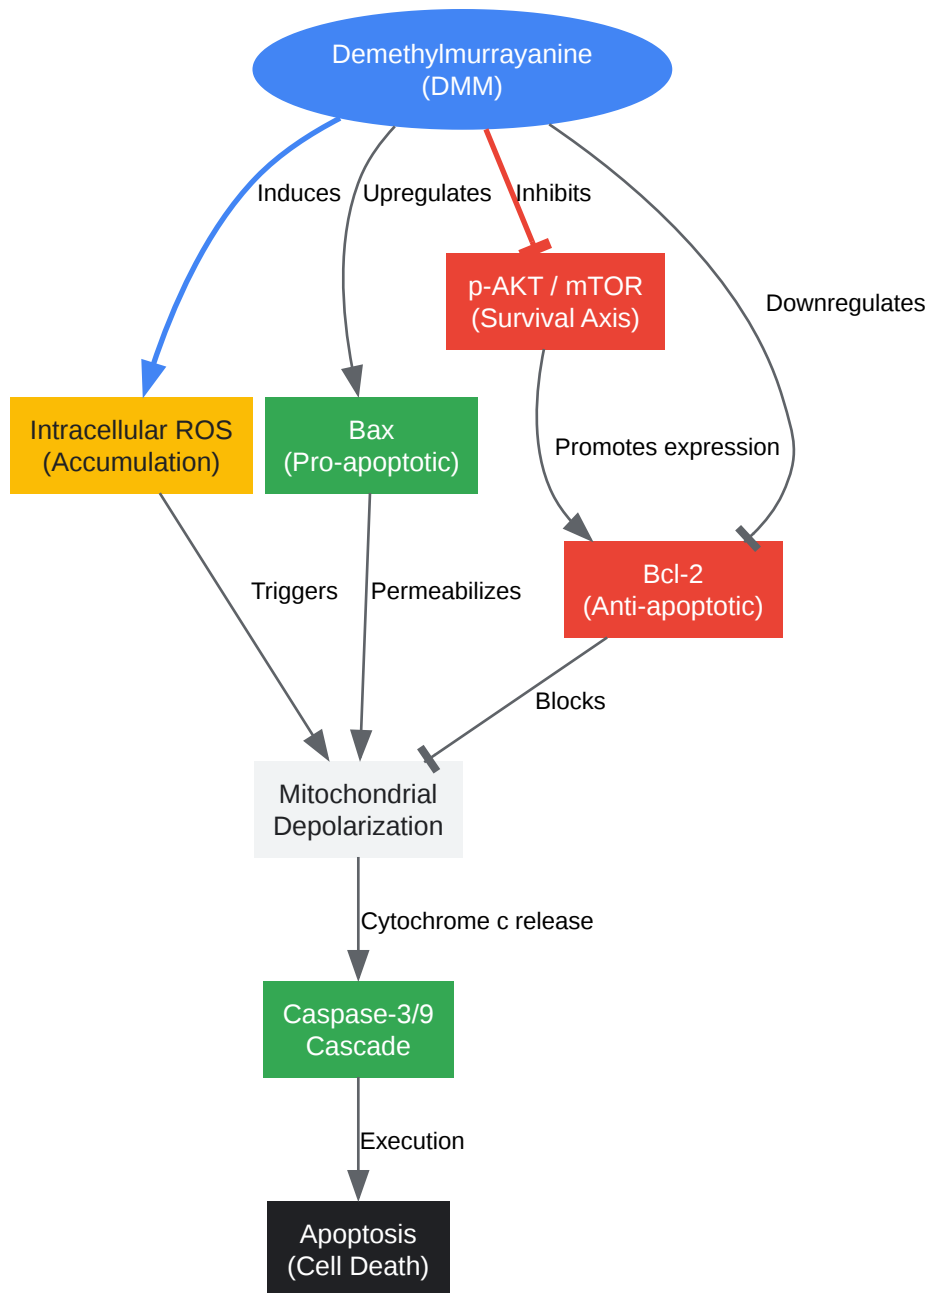 Demethylmurrayanine
(DMM)
Induces
Upregulates
Inhibits
p-AKT / mTOR
(Survival Axis)
Downregulates
Intracellular ROS
(Accumulation)
Bax
(Pro-apoptotic)
Promotes expression
Triggers
Permeabilizes
Bcl-2
(Anti-apoptotic)
Blocks
Mitochondrial
Depolarization
Cytochrome c release
Caspase-3/9
Cascade
Execution
Apoptosis
(Cell Death)